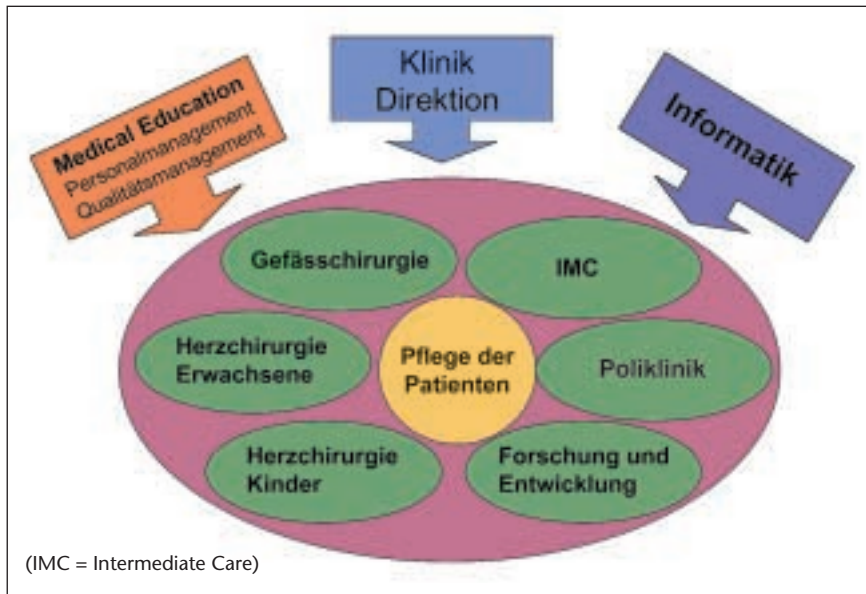 Medical Education
Personalmanagement
Qualitätsmanagement
Klinik
Direktion
Informatik
Gefässchirurgie
IMC
Herzchirurgie
Erwachsene
Pflege der
Patienten
Poliklinik
Herzchirurgie
Kinder
Forschung und
Entwicklung
(IMC = Intermediate Care)